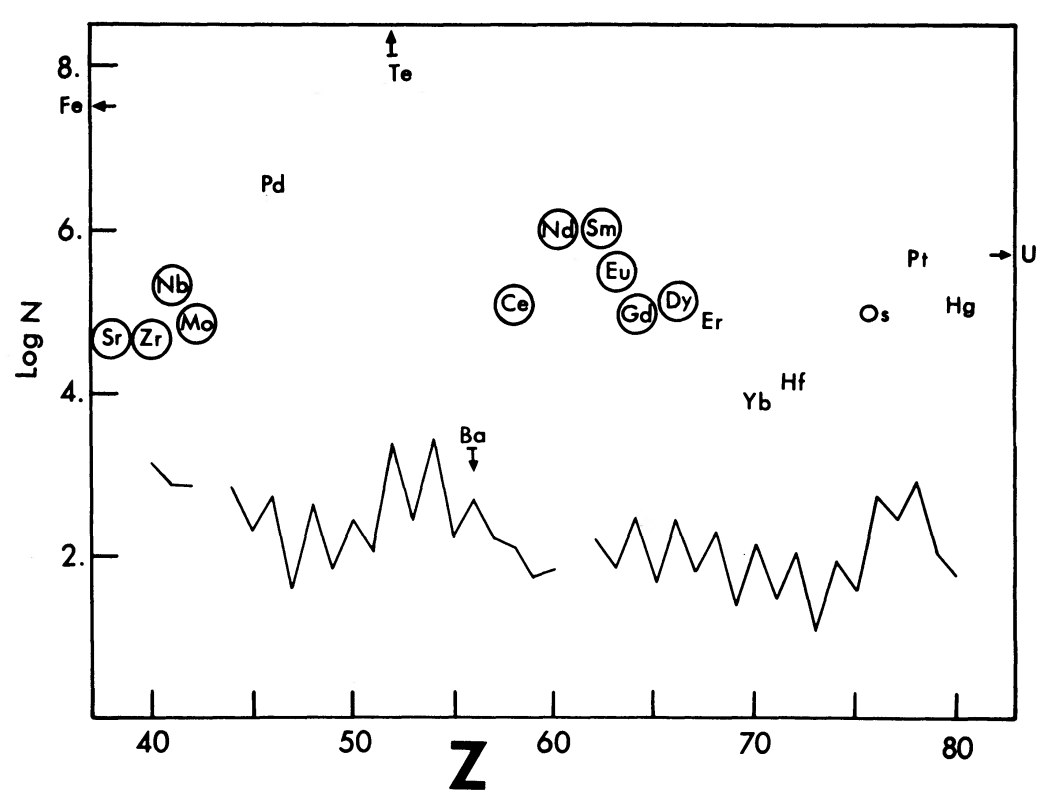 8.
Te
Fe
Pd
6.
Nd Sm
Pt U
Nb Eu
Ce Gd Dy Er Os Hg
Sr Zr Mo
Log N
4.
Yb Hf
Ba
2.
40 50 60 70 80
Z